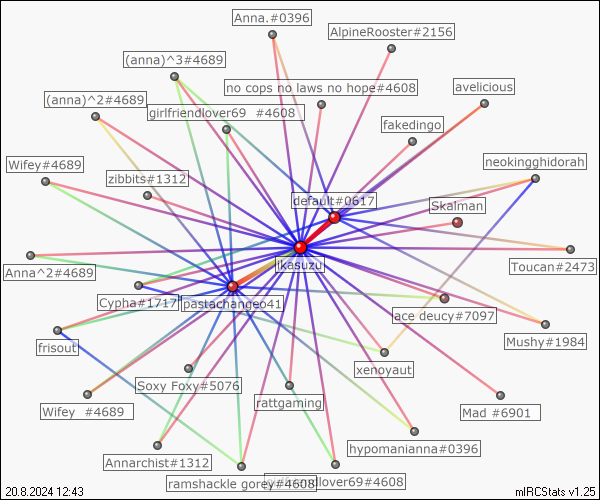 Anna.#0396
AlpineRooster#2156
(anna)^3#4689
no cops no laws no hope#4608
avelicious
(anna)^2#4689
girlfriendlover69 #4608
fakedingo
neokingghidorah
Wifey#4689
zibbits#1312
default#0617
Skalman
ikasuzu
Toucan#2473
Anna^2#4689
Cypha#1717
pastachange041
ace deucy#7097
Mushy#1984
frisout
xenoyaut
Soxy Foxy#5076
rattgaming
Wifey #4689
Mad #6901
hypomanianna#0396
Annarchist#1312
ramshackle gorey#4608
girlfriendlover69#4608
20.8.2024 12:43
mIRCStats v1.25